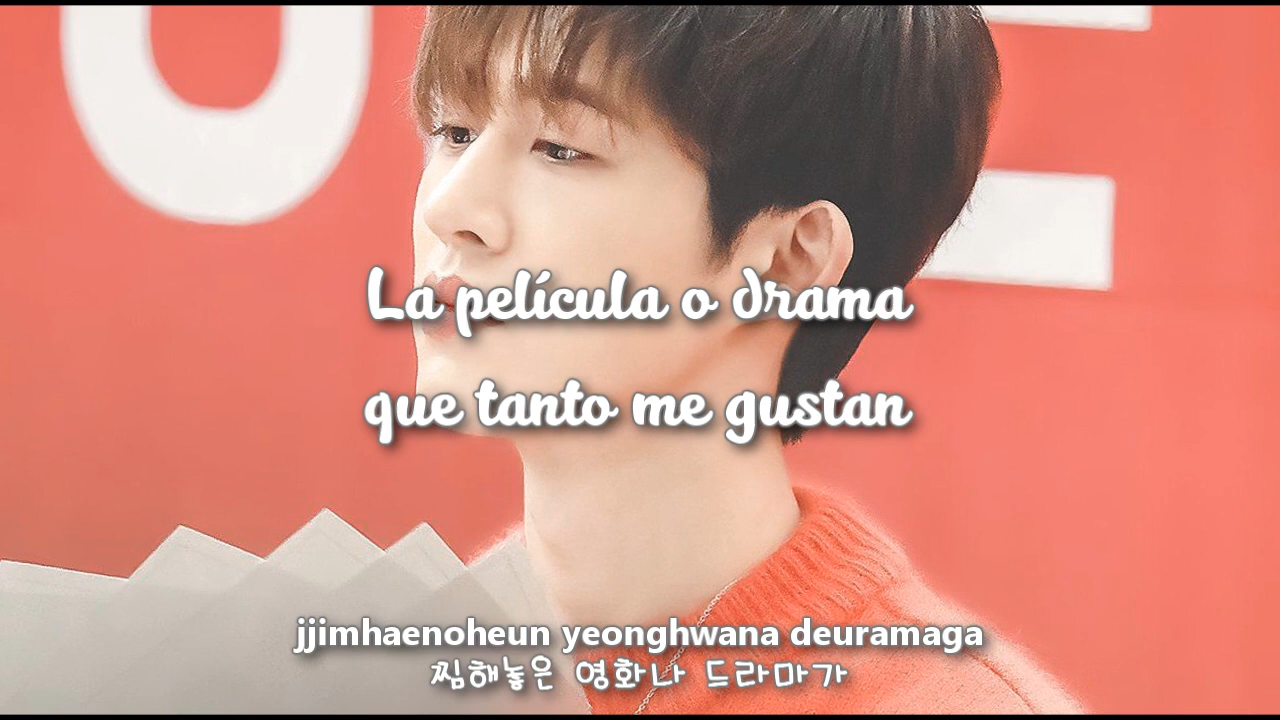 La película o drama
que tanto me gustan
jjimhaenoheun yeonghwana deuramaga
찜해놓은 영화나 드라마가